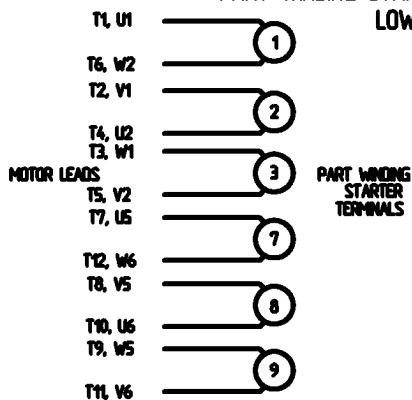 LOW
T1, U1
1
T6, W2
T2, V1
2
T4, U2
T3, W1
MOTOR LEADS
3
PART WINDING
STARTER
TERMINALS
T5, V2
T7, U5
7
T12, W6
T8, V5
8
T10, U6
T9, W5
9
T11, V6